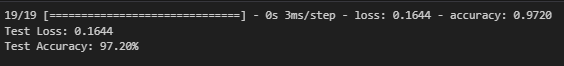 19/19 [==============================] - 0s 3ms/step - loss: 0.1644 - accuracy: 0.9720
Test Loss: 0.1644
Test Accuracy: 97.20%